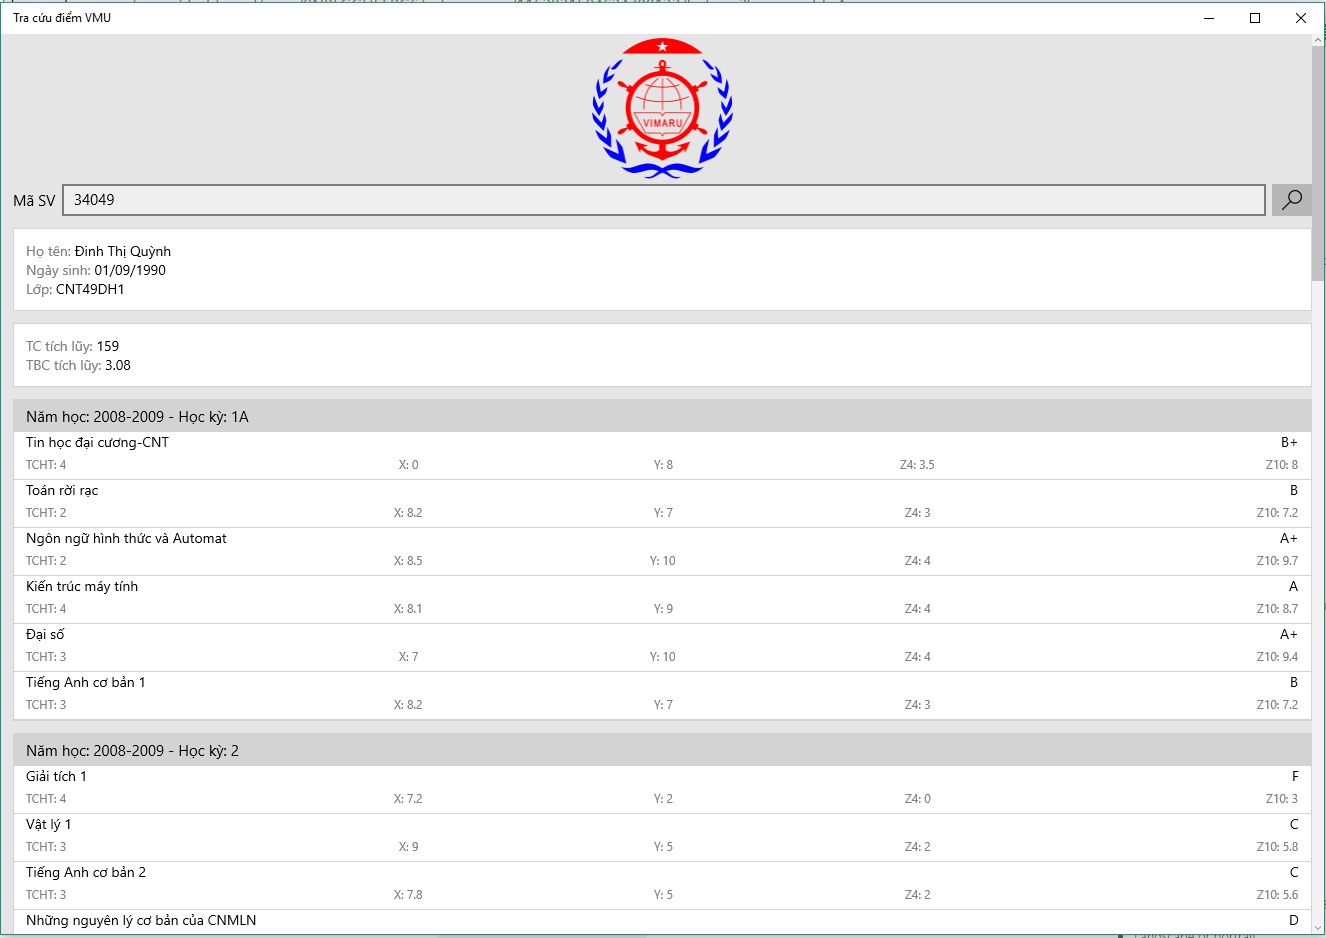 Tra cứu điểm VMU
VIMARU
Mã SV 34049
Họ tên: Đinh Thị Quỳnh
Ngày sinh: 01/09/1990
Lớp: CNT49DH1
TC tích lũy: 159
TBC tích lũy: 3.08
Năm học: 2008-2009 - Học kỳ: 1A
Tin học đại cương-CNT B+
TCHT: 4 X: 0 Y: 8 Z4: 3.5 Z10: 8
Toán rời rạc B
TCHT: 2 X: 8.2 Y: 7 Z4: 3 Z10: 7.2
Ngôn ngữ hình thức và Automat A+
TCHT: 2 X: 8.5 Y: 10 Z4: 4 Z10: 9.7
Kiến trúc máy tính A
TCHT: 4 X: 8.1 Y: 9 Z4: 4 Z10: 8.7
Đại số A+
TCHT: 3 X: 7 Y: 10 Z4: 4 Z10: 9.4
Tiếng Anh cơ bản 1 B
TCHT: 3 X: 8.2 Y: 7 Z4: 3 Z10: 7.2
Năm học: 2008-2009 - Học kỳ: 2
Giải tích 1 F
TCHT: 4 X: 7.2 Y: 2 Z4: 0 Z10: 3
Vật lý 1 C
TCHT: 3 X: 9 Y: 5 Z4: 2 Z10: 5.8
Tiếng Anh cơ bản 2 C
TCHT: 3 X: 7.8 Y: 5 Z4: 2 Z10: 5.6
Những nguyên lý cơ bản của CNMLN D